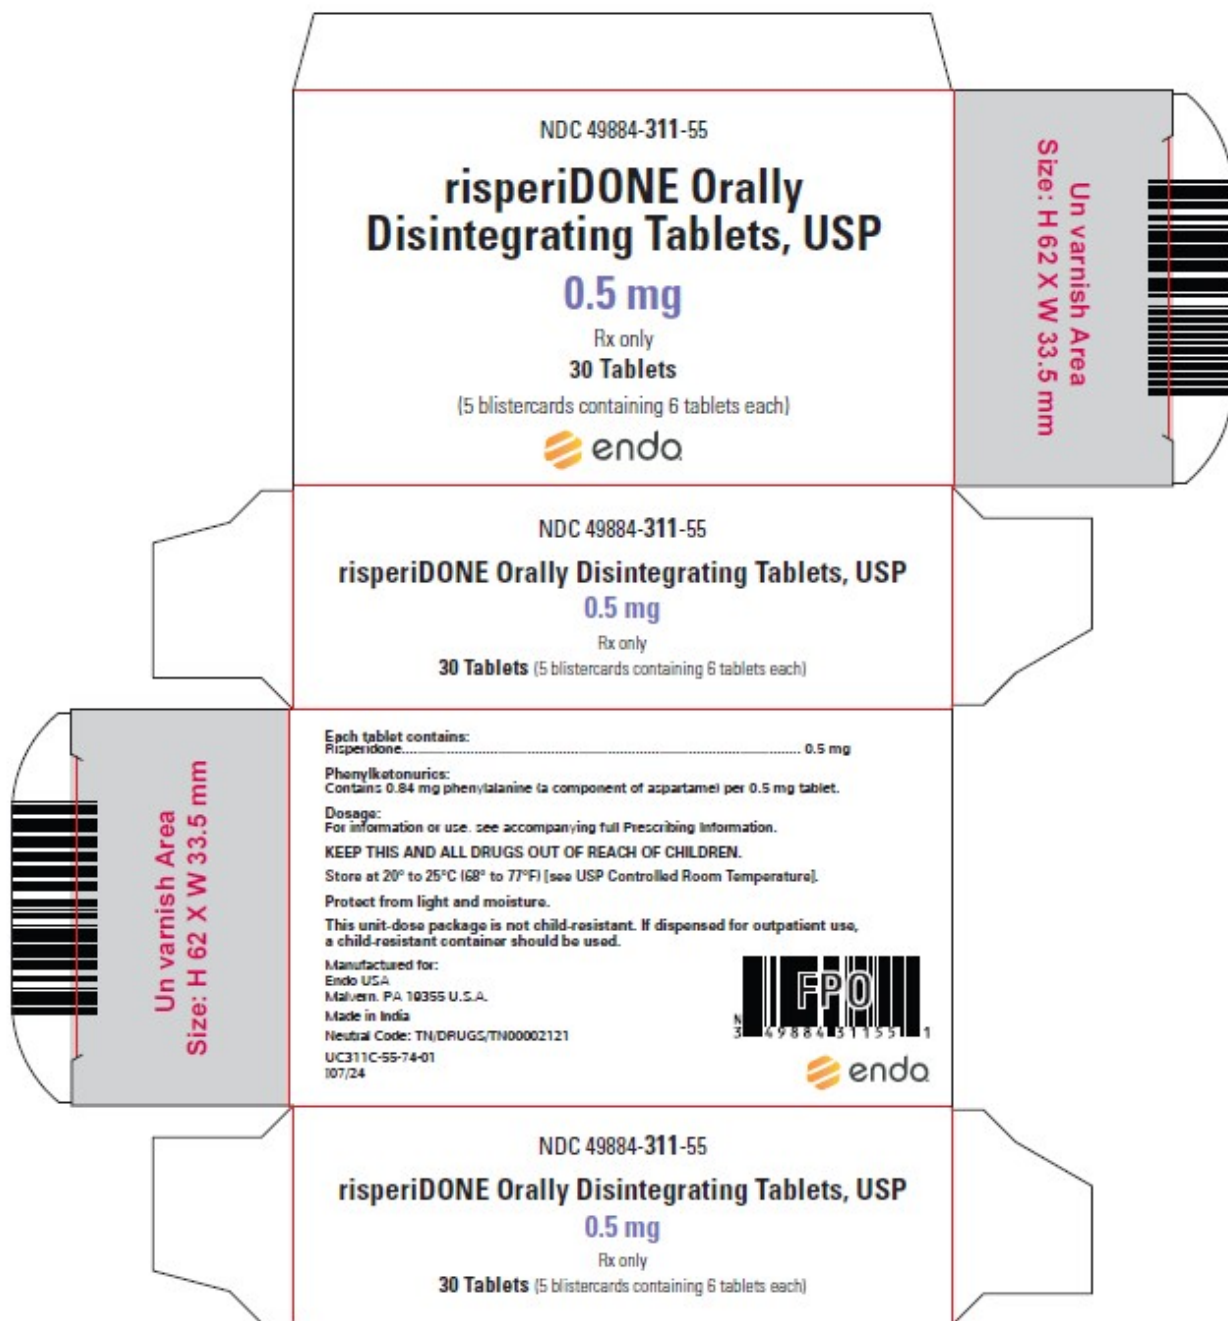 NDC 49884-311-55
risperiDONE Orally
Disintegrating Tablets, USP
0.5 mg
Rx only
30 Tablets
(5 blistercards containing 6 tablets each)
endo
Un varnish Area
Size: H 62 X W 33.5 mm
NDC 49884-311-55
risperiDONE Orally Disintegrating Tablets, USP
0.5 mg
Rx only
30 Tablets (5 blistercards containing 6 tablets each)
Un varnish Area
Size: H 62 X W 33.5 mm
Each tablet contains:
Risperidone.......................................................................................................... 0.5 mg
Phenylketonurics:
Contains 0.84 mg phenylalanine (a component of aspartame) per 0.5 mg tablet.
Dosage:
For information or use, see accompanying full Prescribing Information.
KEEP THIS AND ALL DRUGS OUT OF REACH OF CHILDREN.
Store at 20° to 25°C (68° to 77°F) [see USP Controlled Room Temperature].
Protect from light and moisture.
This unit-dose package is not child-resistant. If dispensed for outpatient use,
a child-resistant container should be used.
Manufactured for:
Endo USA
Malvern, PA 19355 U.S.A.
Made in India
Neutral Code: TN/DRUGS/TN00002121
UC311C-55-74-01
I07/24
FPO
N
3 49884 31155 1
endo
NDC 49884-311-55
risperiDONE Orally Disintegrating Tablets, USP
0.5 mg
Rx only
30 Tablets (5 blistercards containing 6 tablets each)